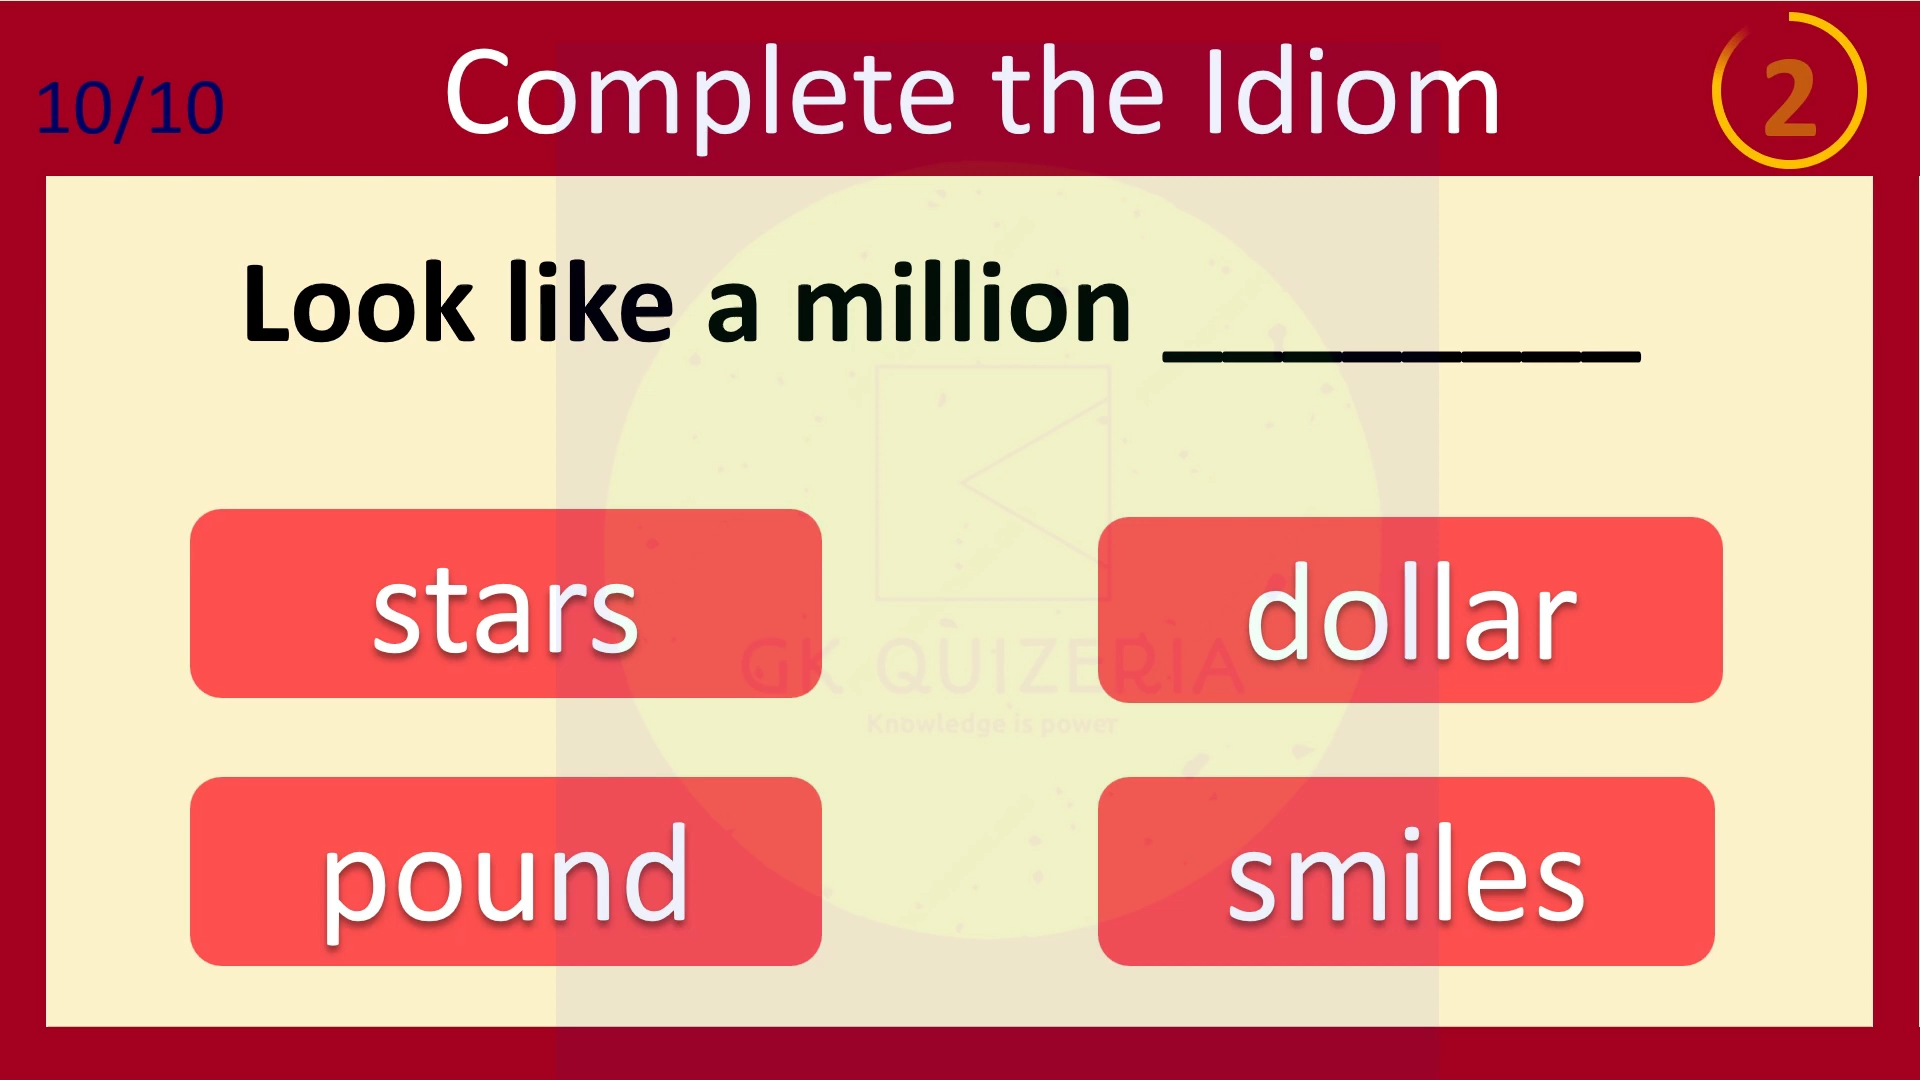 Complete the Idiom
10/10
2
Look like a million ________
stars
dollar
GK QUIZERIA
Knowledge is power
pound
smiles